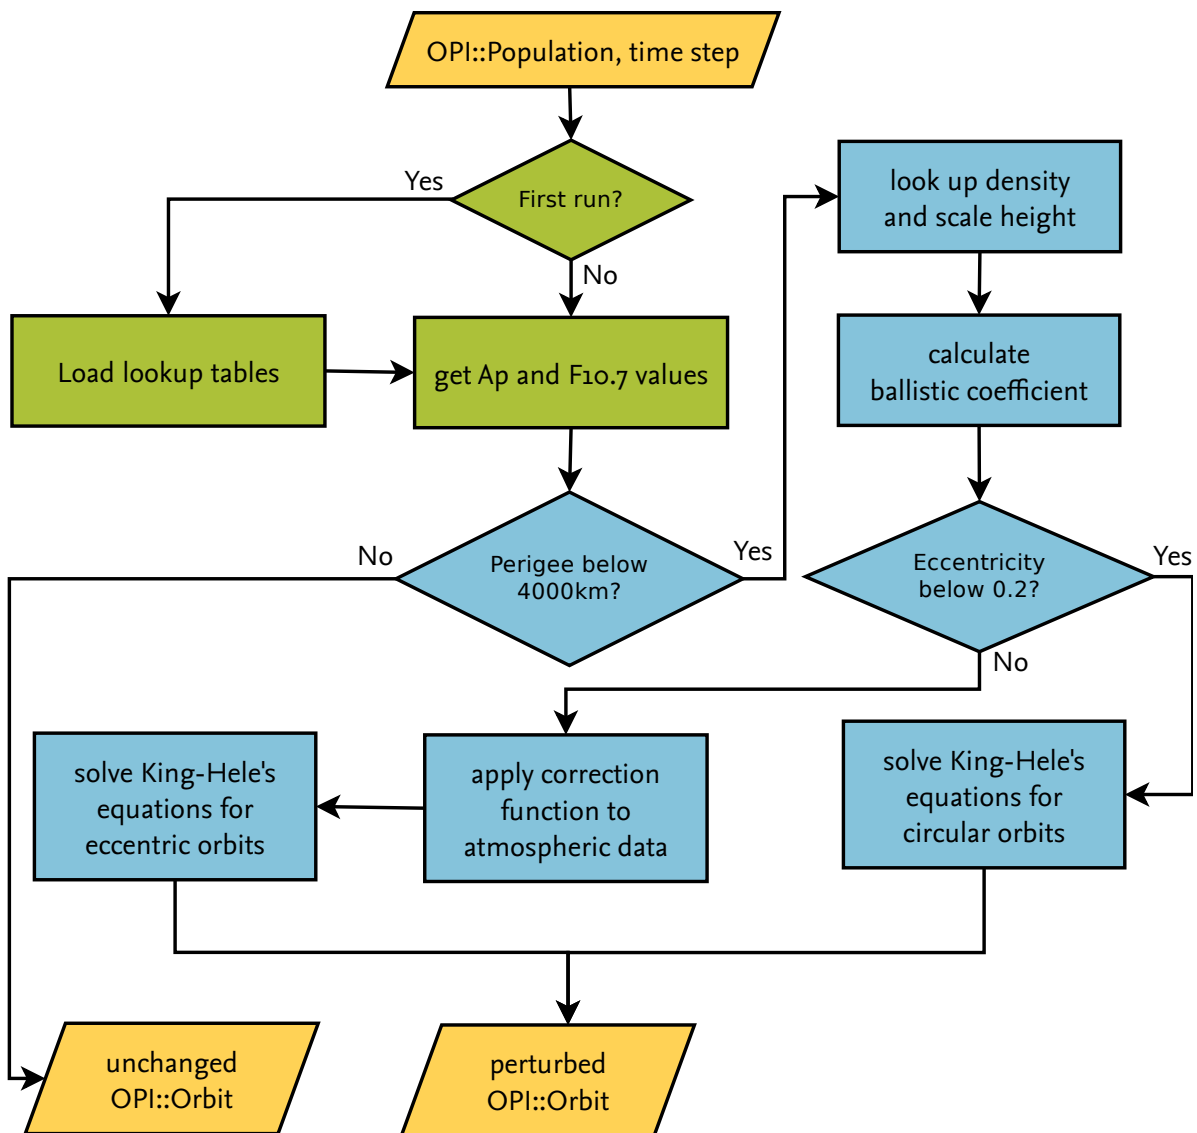 OPI::Population, time step
First run?
Yes
No
Load lookup tables
get Ap and F10.7 values
Perigee below
4000km?
No
Yes
look up density
and scale height
calculate
ballistic coefficient
Eccentricity
below 0.2?
Yes
No
solve King-Hele's
equations for
circular orbits
apply correction
function to
atmospheric data
solve King-Hele's
equations for
eccentric orbits
unchanged
OPI::Orbit
perturbed
OPI::Orbit